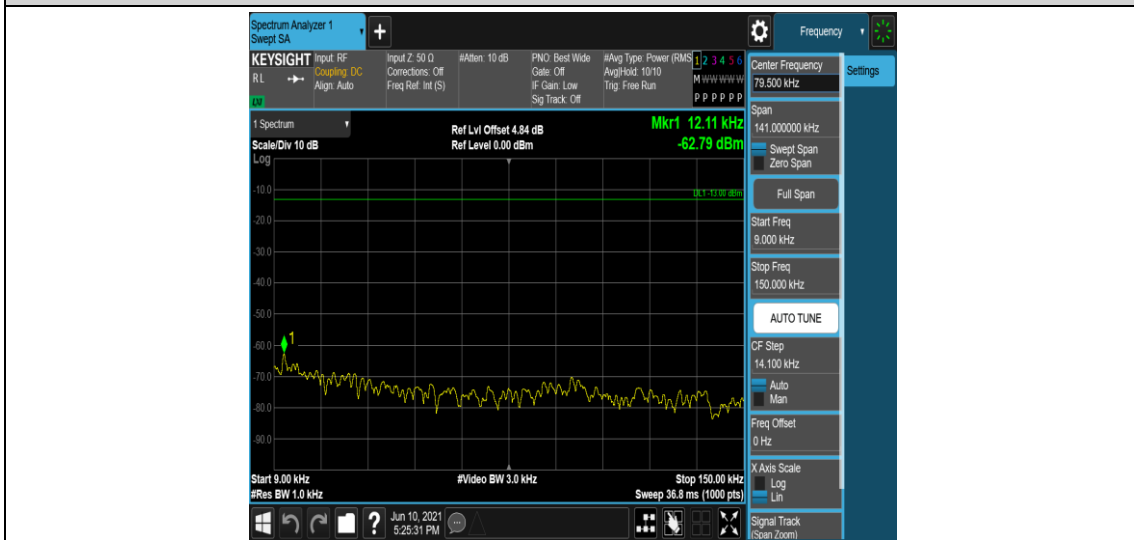 Spectrum Analyzer 1
Swept SA
Frequency
KEYSIGHT
Input: RF
Coupling: DC
Align: Auto
Input Z: 50 Ω
Corrections: Off
Freq Ref: Int (S)
#Atten: 10 dB
PNO: Best Wide
Gate: Off
IF Gain: Low
Sig Track: Off
#Avg Type: Power (RMS
Avg|Hold: 10/10
Trig: Free Run
1 2 3 4 5 6
M W W W W W
P P P P P P
R L
LXI
1 Spectrum
Scale/Div 10 dB
Log
Ref Lvl Offset 4.84 dB
Ref Level 0.00 dBm
Mkr1 12.11 kHz
-62.79 dBm
DL1 -13.00 dBm
-10.0
-20.0
-30.0
-40.0
-50.0
-60.0
-70.0
-80.0
-90.0
1
Start 9.00 kHz
#Res BW 1.0 kHz
#Video BW 3.0 kHz
Stop 150.00 kHz
Sweep 36.8 ms (1000 pts)
Center Frequency
79.500 kHz
Settings
Span
141.000000 kHz
Swept Span
Zero Span
Full Span
Start Freq
9.000 kHz
Stop Freq
150.000 kHz
AUTO TUNE
CF Step
14.100 kHz
Auto
Man
Freq Offset
0 Hz
X Axis Scale
Log
Lin
Signal Track
(Span Zoom)
?
Jun 10, 2021
5:25:31 PM